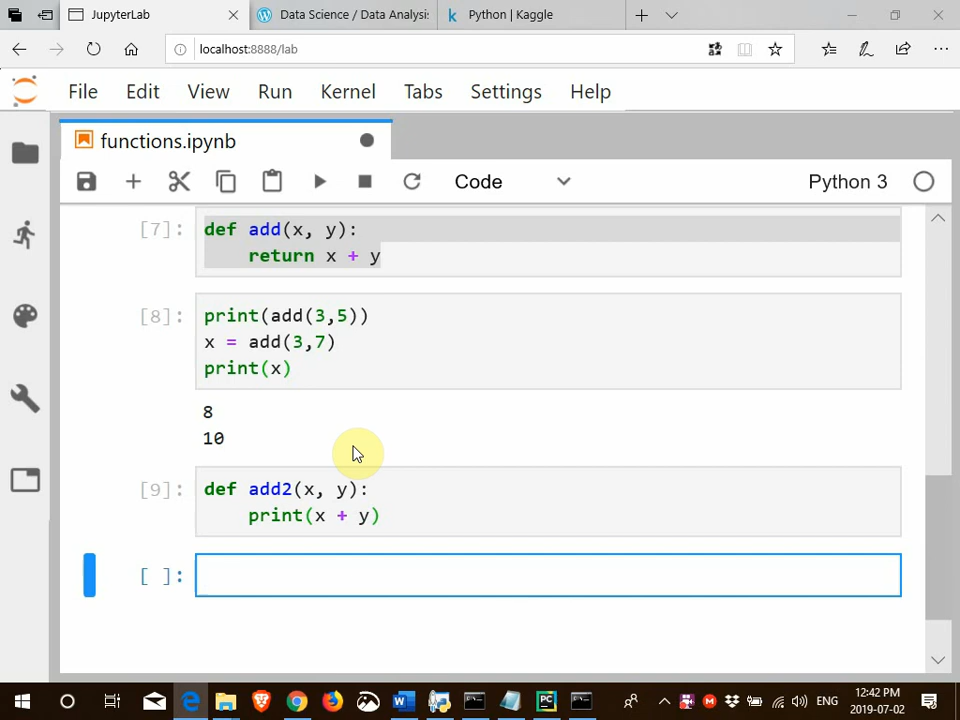 JupyterLab
Data Science / Data Analysis
Python | Kaggle
localhost:8888/lab
File Edit View Run Kernel Tabs Settings Help
functions.ipynb
Code
Python 3
[7]: def add(x, y):
return x + y
[8]: print(add(3,5))
x = add(3,7)
print(x)
8
10
[9]: def add2(x, y):
print(x + y)
[ ]:
ENG
12:42 PM
2019-07-02